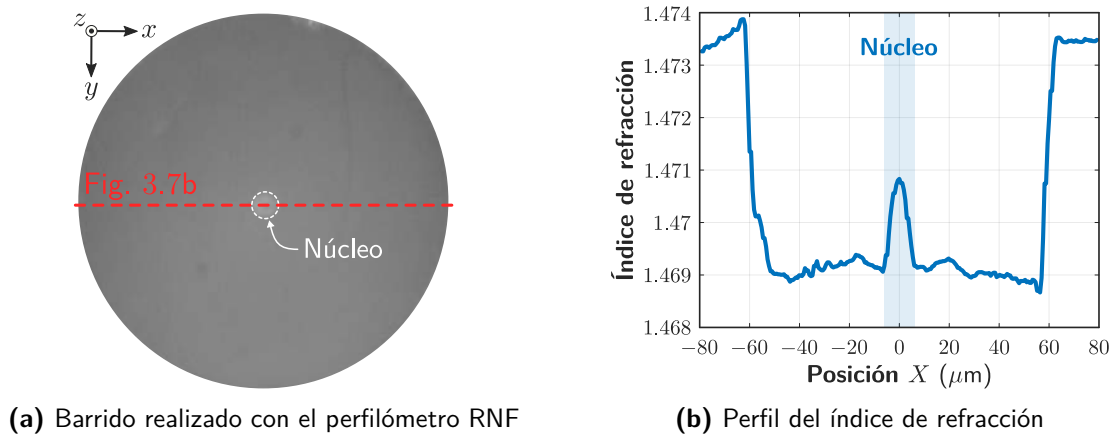 z
x
y
Fig. 3.7b
Núcleo
(a) Barrido realizado con el perfilómetro RNF
Núcleo
Índice de refracción
1.474
1.473
1.472
1.471
1.47
1.469
1.468
−80 −60 −40 −20 0 20 40 60 80
Posición X (μm)
(b) Perfil del índice de refracción